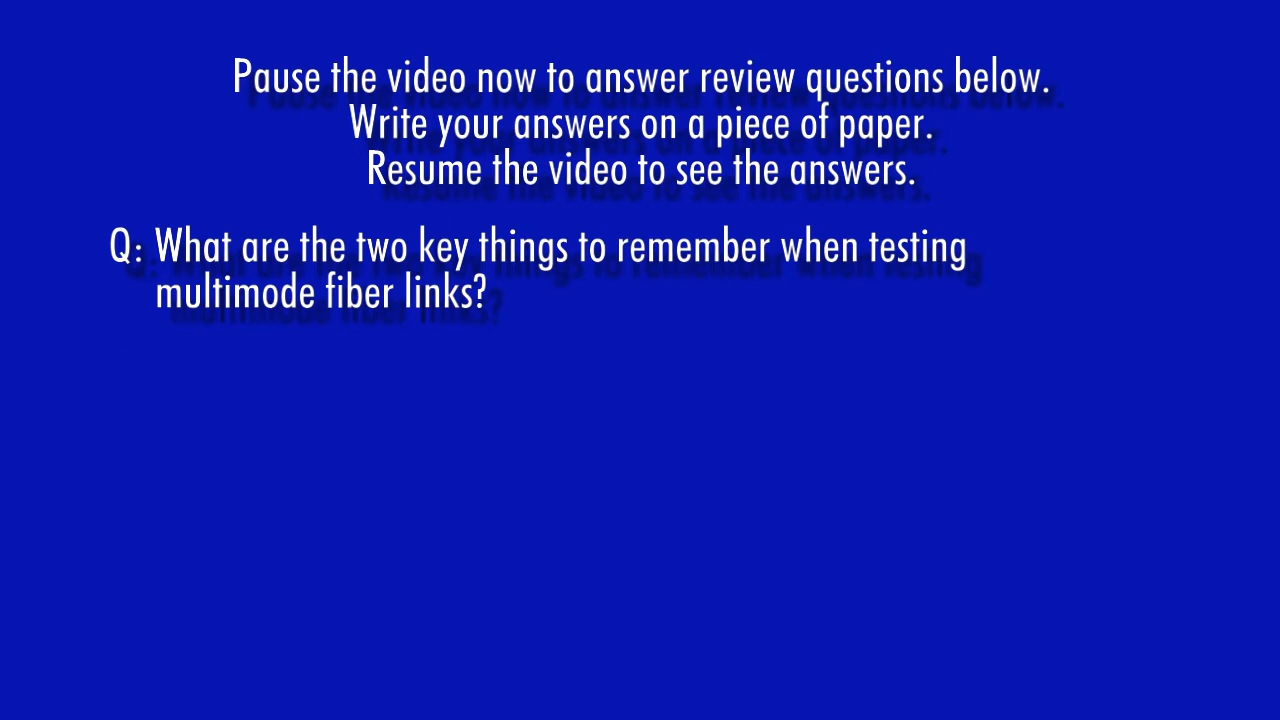 Pause the video now to answer review questions below.
Write your answers on a piece of paper.
Resume the video to see the answers.
Q: What are the two key things to remember when testing
multimode fiber links?